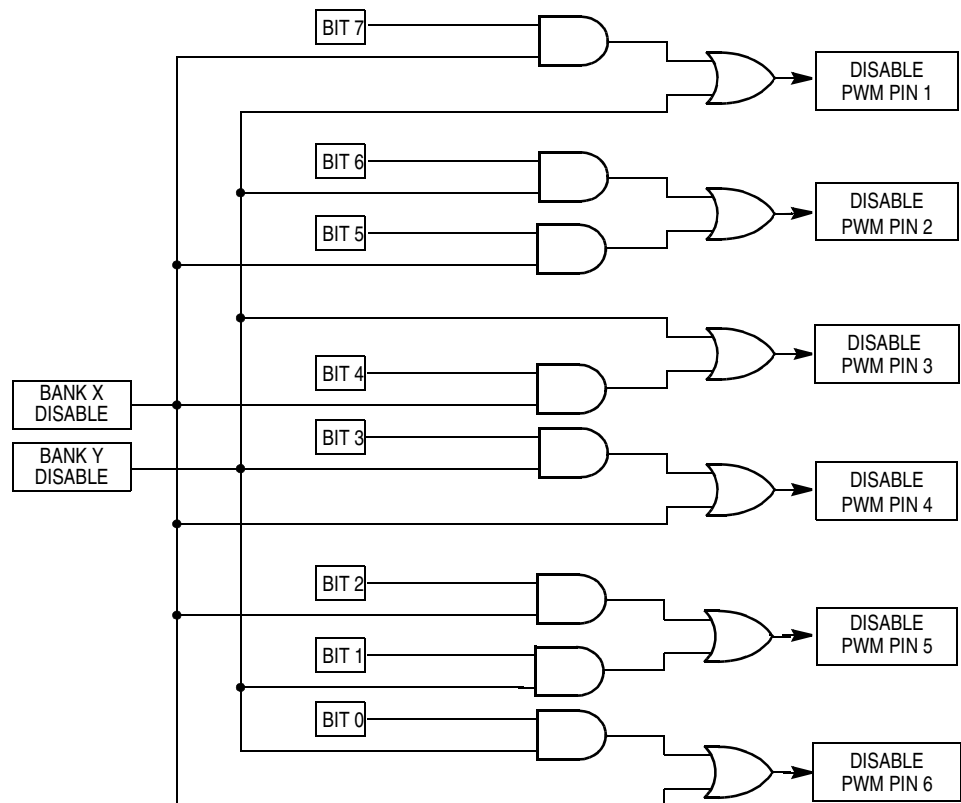 BIT 7
DISABLE
PWM PIN 1
BIT 6
DISABLE
PWM PIN 2
BIT 5
DISABLE
PWM PIN 3
BIT 4
BANK X
DISABLE
BIT 3
BANK Y
DISABLE
DISABLE
PWM PIN 4
BIT 2
DISABLE
PWM PIN 5
BIT 1
BIT 0
DISABLE
PWM PIN 6